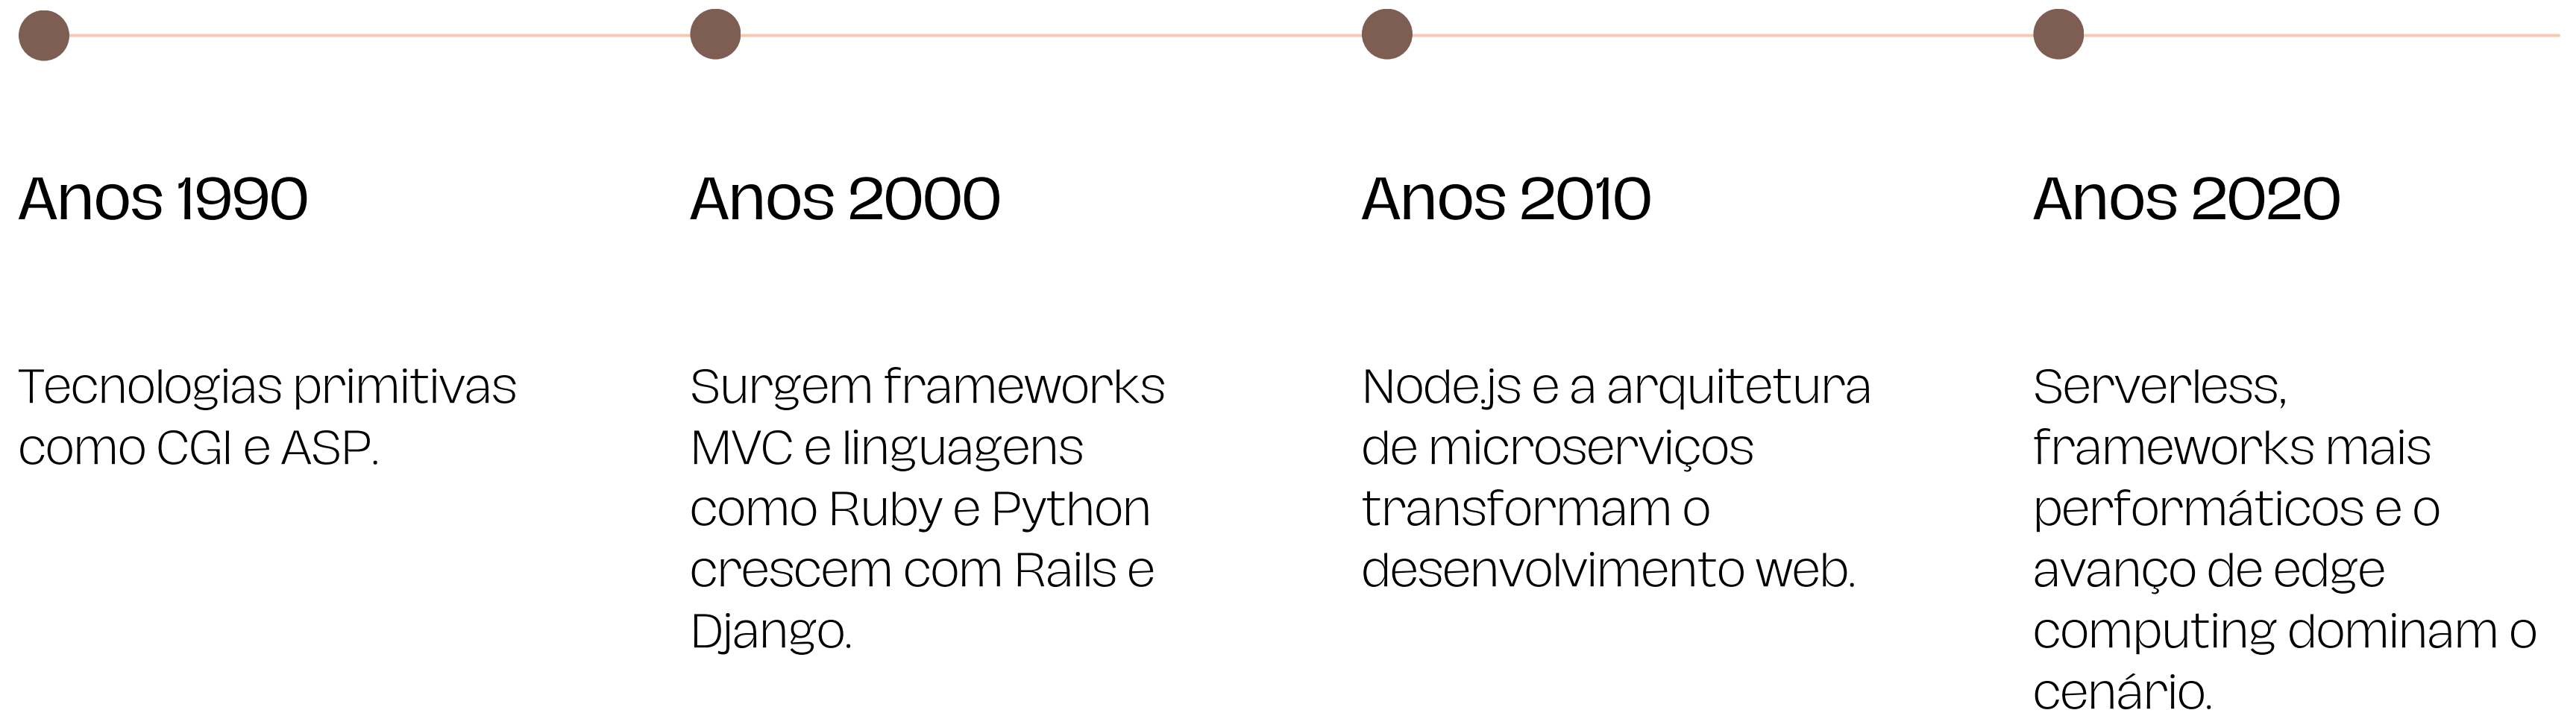 Anos 1990
Tecnologias primitivas
como CGI e ASP.
Anos 2000
Surgem frameworks
MVC e linguagens
como Ruby e Python
crescem com Rails e
Django.
Anos 2010
Node.js e a arquitetura
de microserviços
transformam o
desenvolvimento web.
Anos 2020
Serverless,
frameworks mais
performáticos e o
avanço de edge
computing dominam o
cenário.